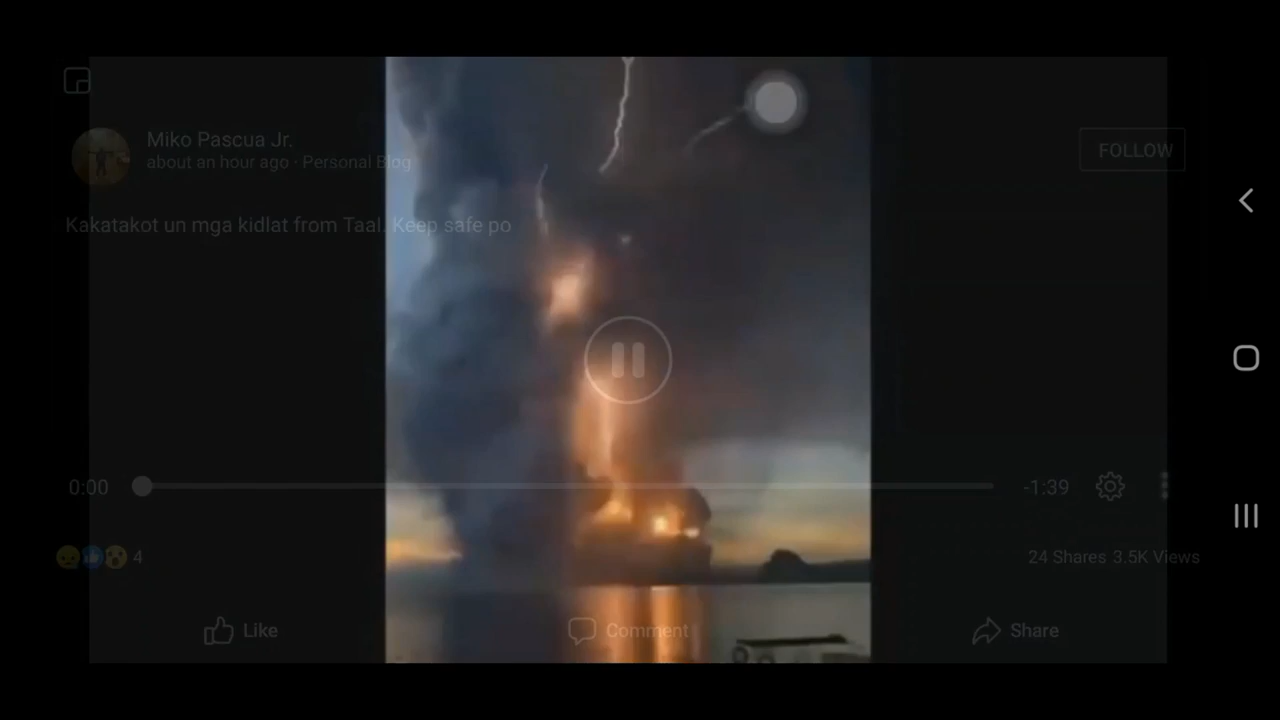 Miko Pascua Jr.
about an hour ago · Personal Blog
FOLLOW
Kakatakot un mga kidlat from Taal. Keep safe po
0:00
-1:39
4
24 Shares 3.5K Views
Like
Comment
Share